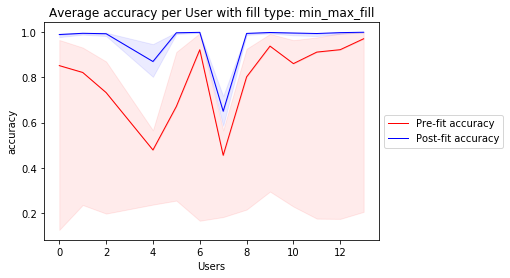 Average accuracy per User with fill type: min_max_fill
1.0
0.8
0.6
0.4
0.2
accuracy
0 2 4 6 8 10 12
Users
Pre-fit accuracy
Post-fit accuracy